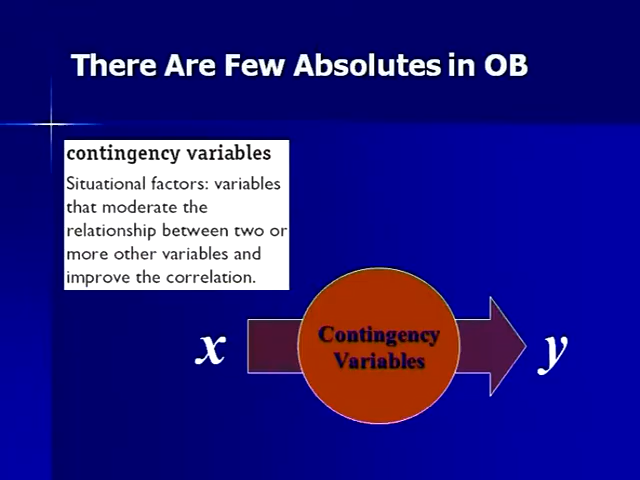 There Are Few Absolutes in OB
contingency variables
Situational factors: variables
that moderate the
relationship between two or
more other variables and
improve the correlation.
x
Contingency
Variables
y